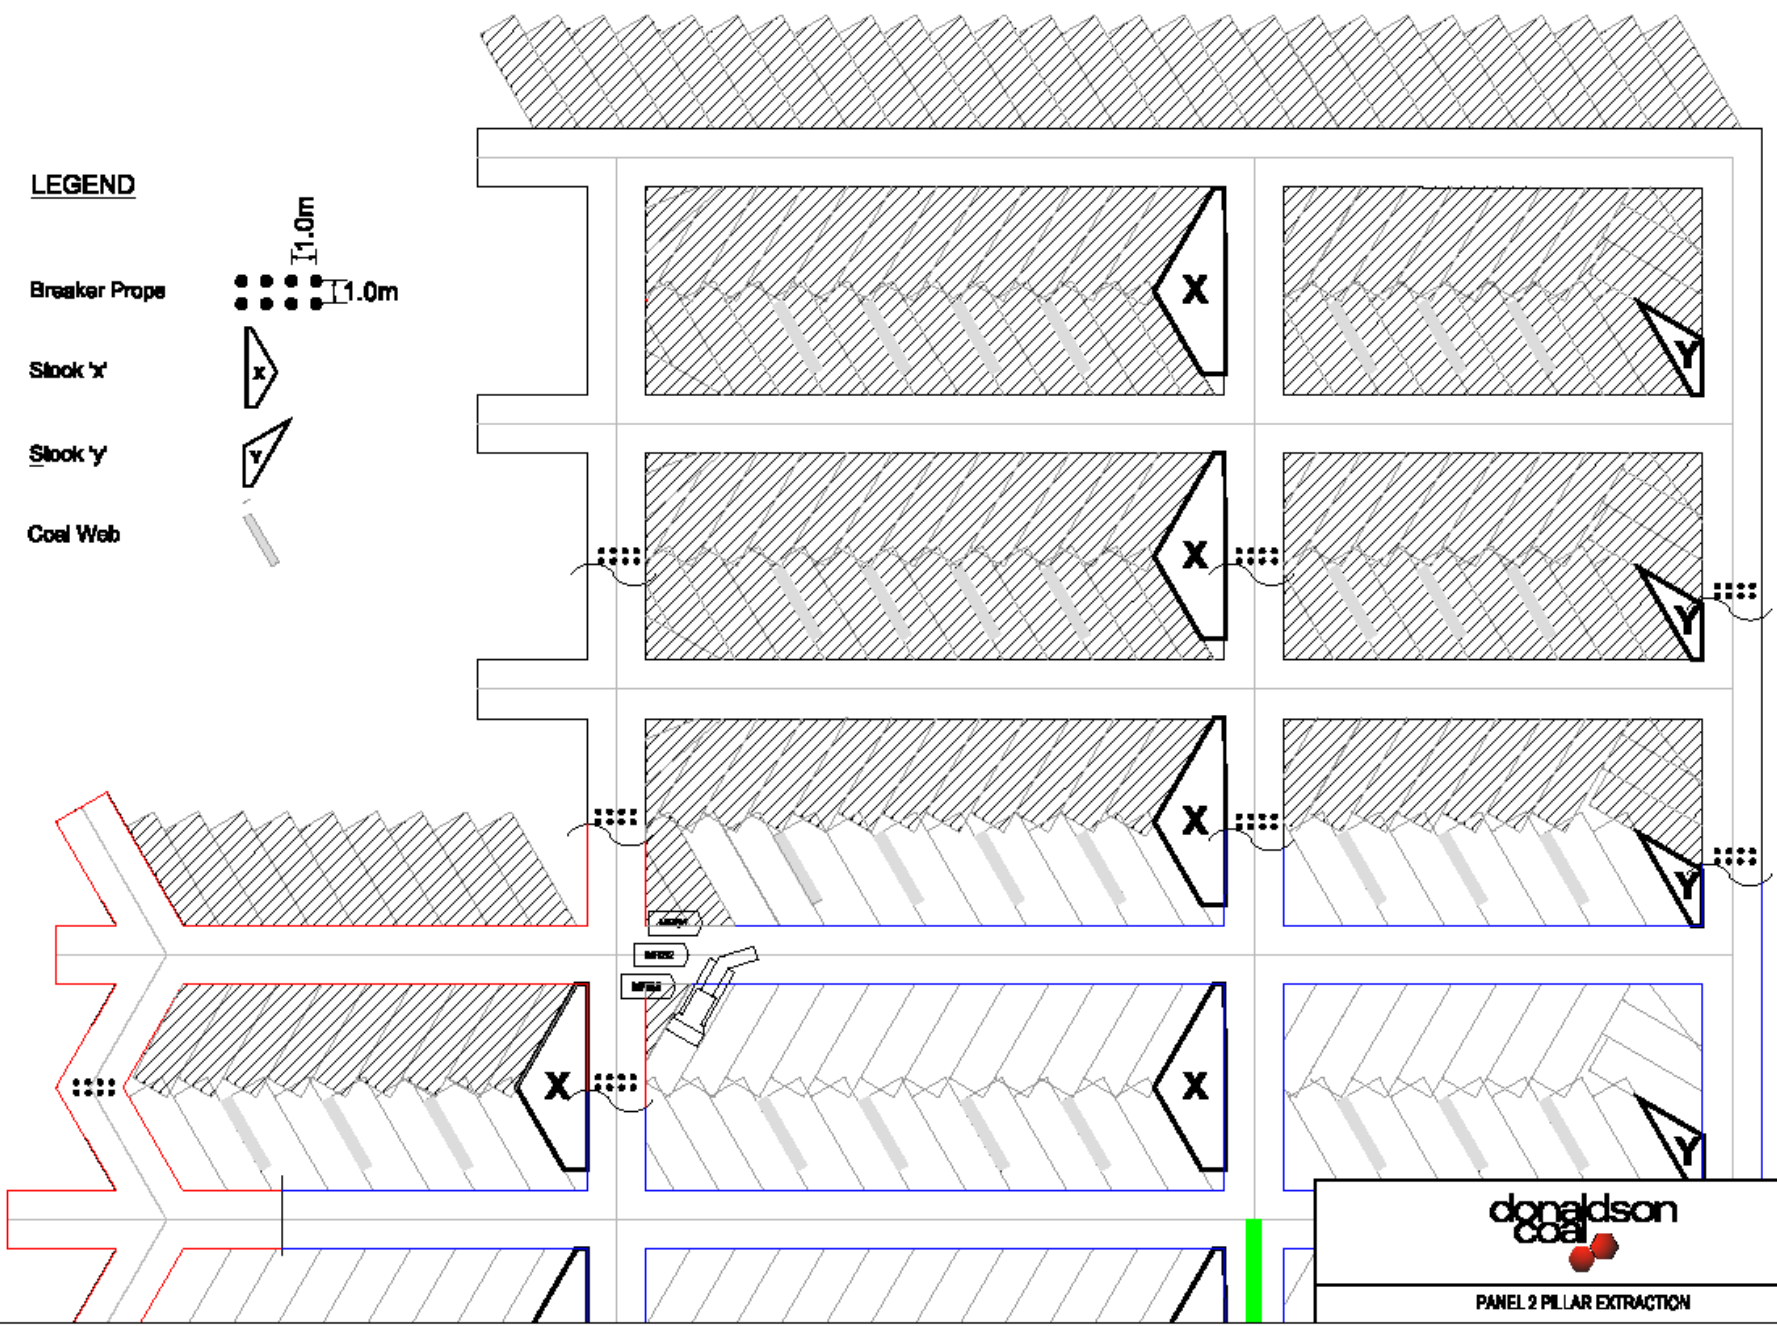 LEGEND
1.0m
Breaker Props
1.0m
Stook 'x'
X
Stook 'y'
Y
Coal Web
X
Y
X
Y
X
Y
X
X
Y
donaldson
coal
PANEL 2 PILLAR EXTRACTION